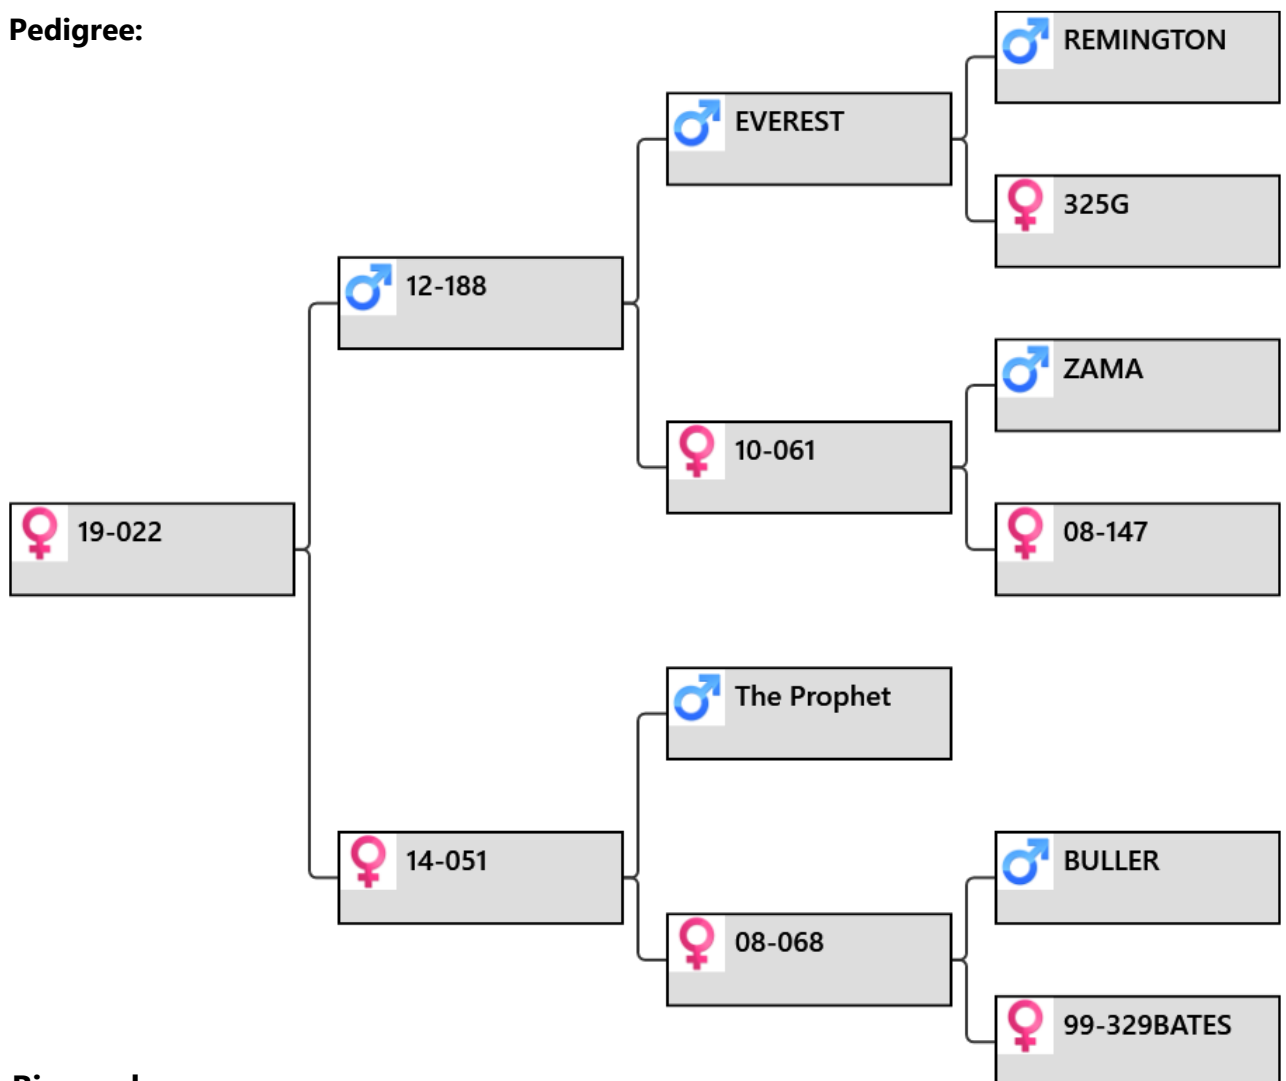 Pedigree:
REMINGTON
EVEREST
325G
12-188
ZAMA
10-061
08-147
19-022
The Prophet
14-051
BULLER
08-068
99-329BATES